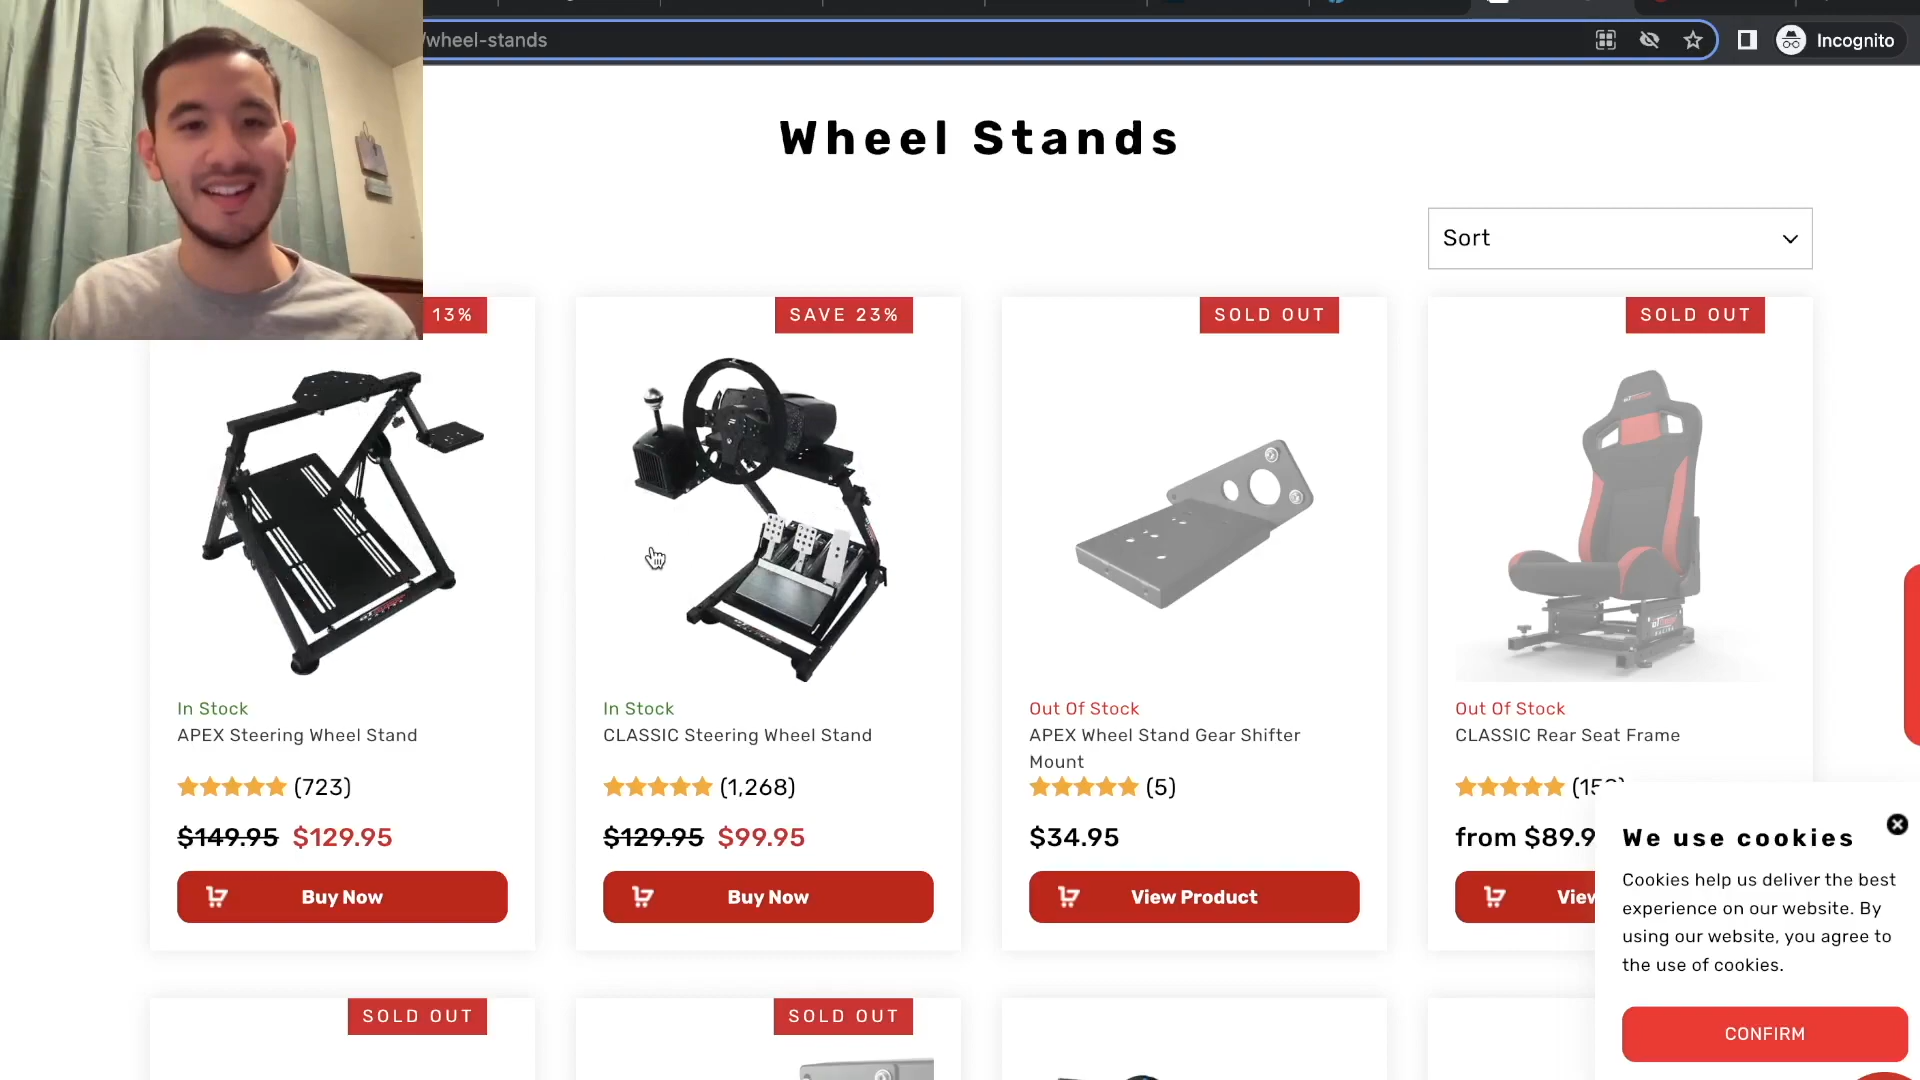 /wheel-stands
Incognito
Wheel Stands
Sort
13%
SAVE 23%
SOLD OUT
SOLD OUT
In Stock
APEX Steering Wheel Stand
(723)
$149.95 $129.95
Buy Now
In Stock
CLASSIC Steering Wheel Stand
(1,268)
$129.95 $99.95
Buy Now
Out Of Stock
APEX Wheel Stand Gear Shifter
Mount
(5)
$34.95
View Product
Out Of Stock
CLASSIC Rear Seat Frame
from $89.9
View
We use cookies
Cookies help us deliver the best
experience on our website. By
using our website, you agree to
the use of cookies.
CONFIRM
SOLD OUT
SOLD OUT